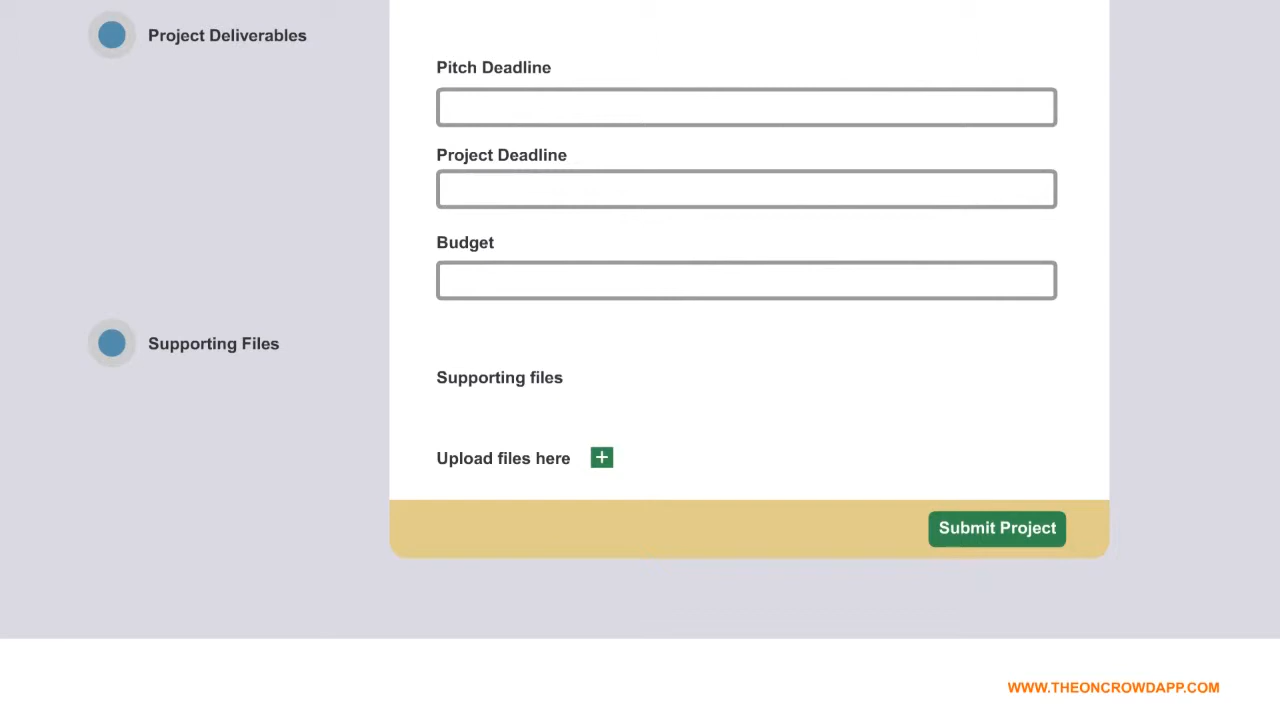 Project Deliverables
Pitch Deadline
Project Deadline
Budget
Supporting Files
Supporting files
Upload files here
Submit Project
WWW.THEONCROWDAPP.COM